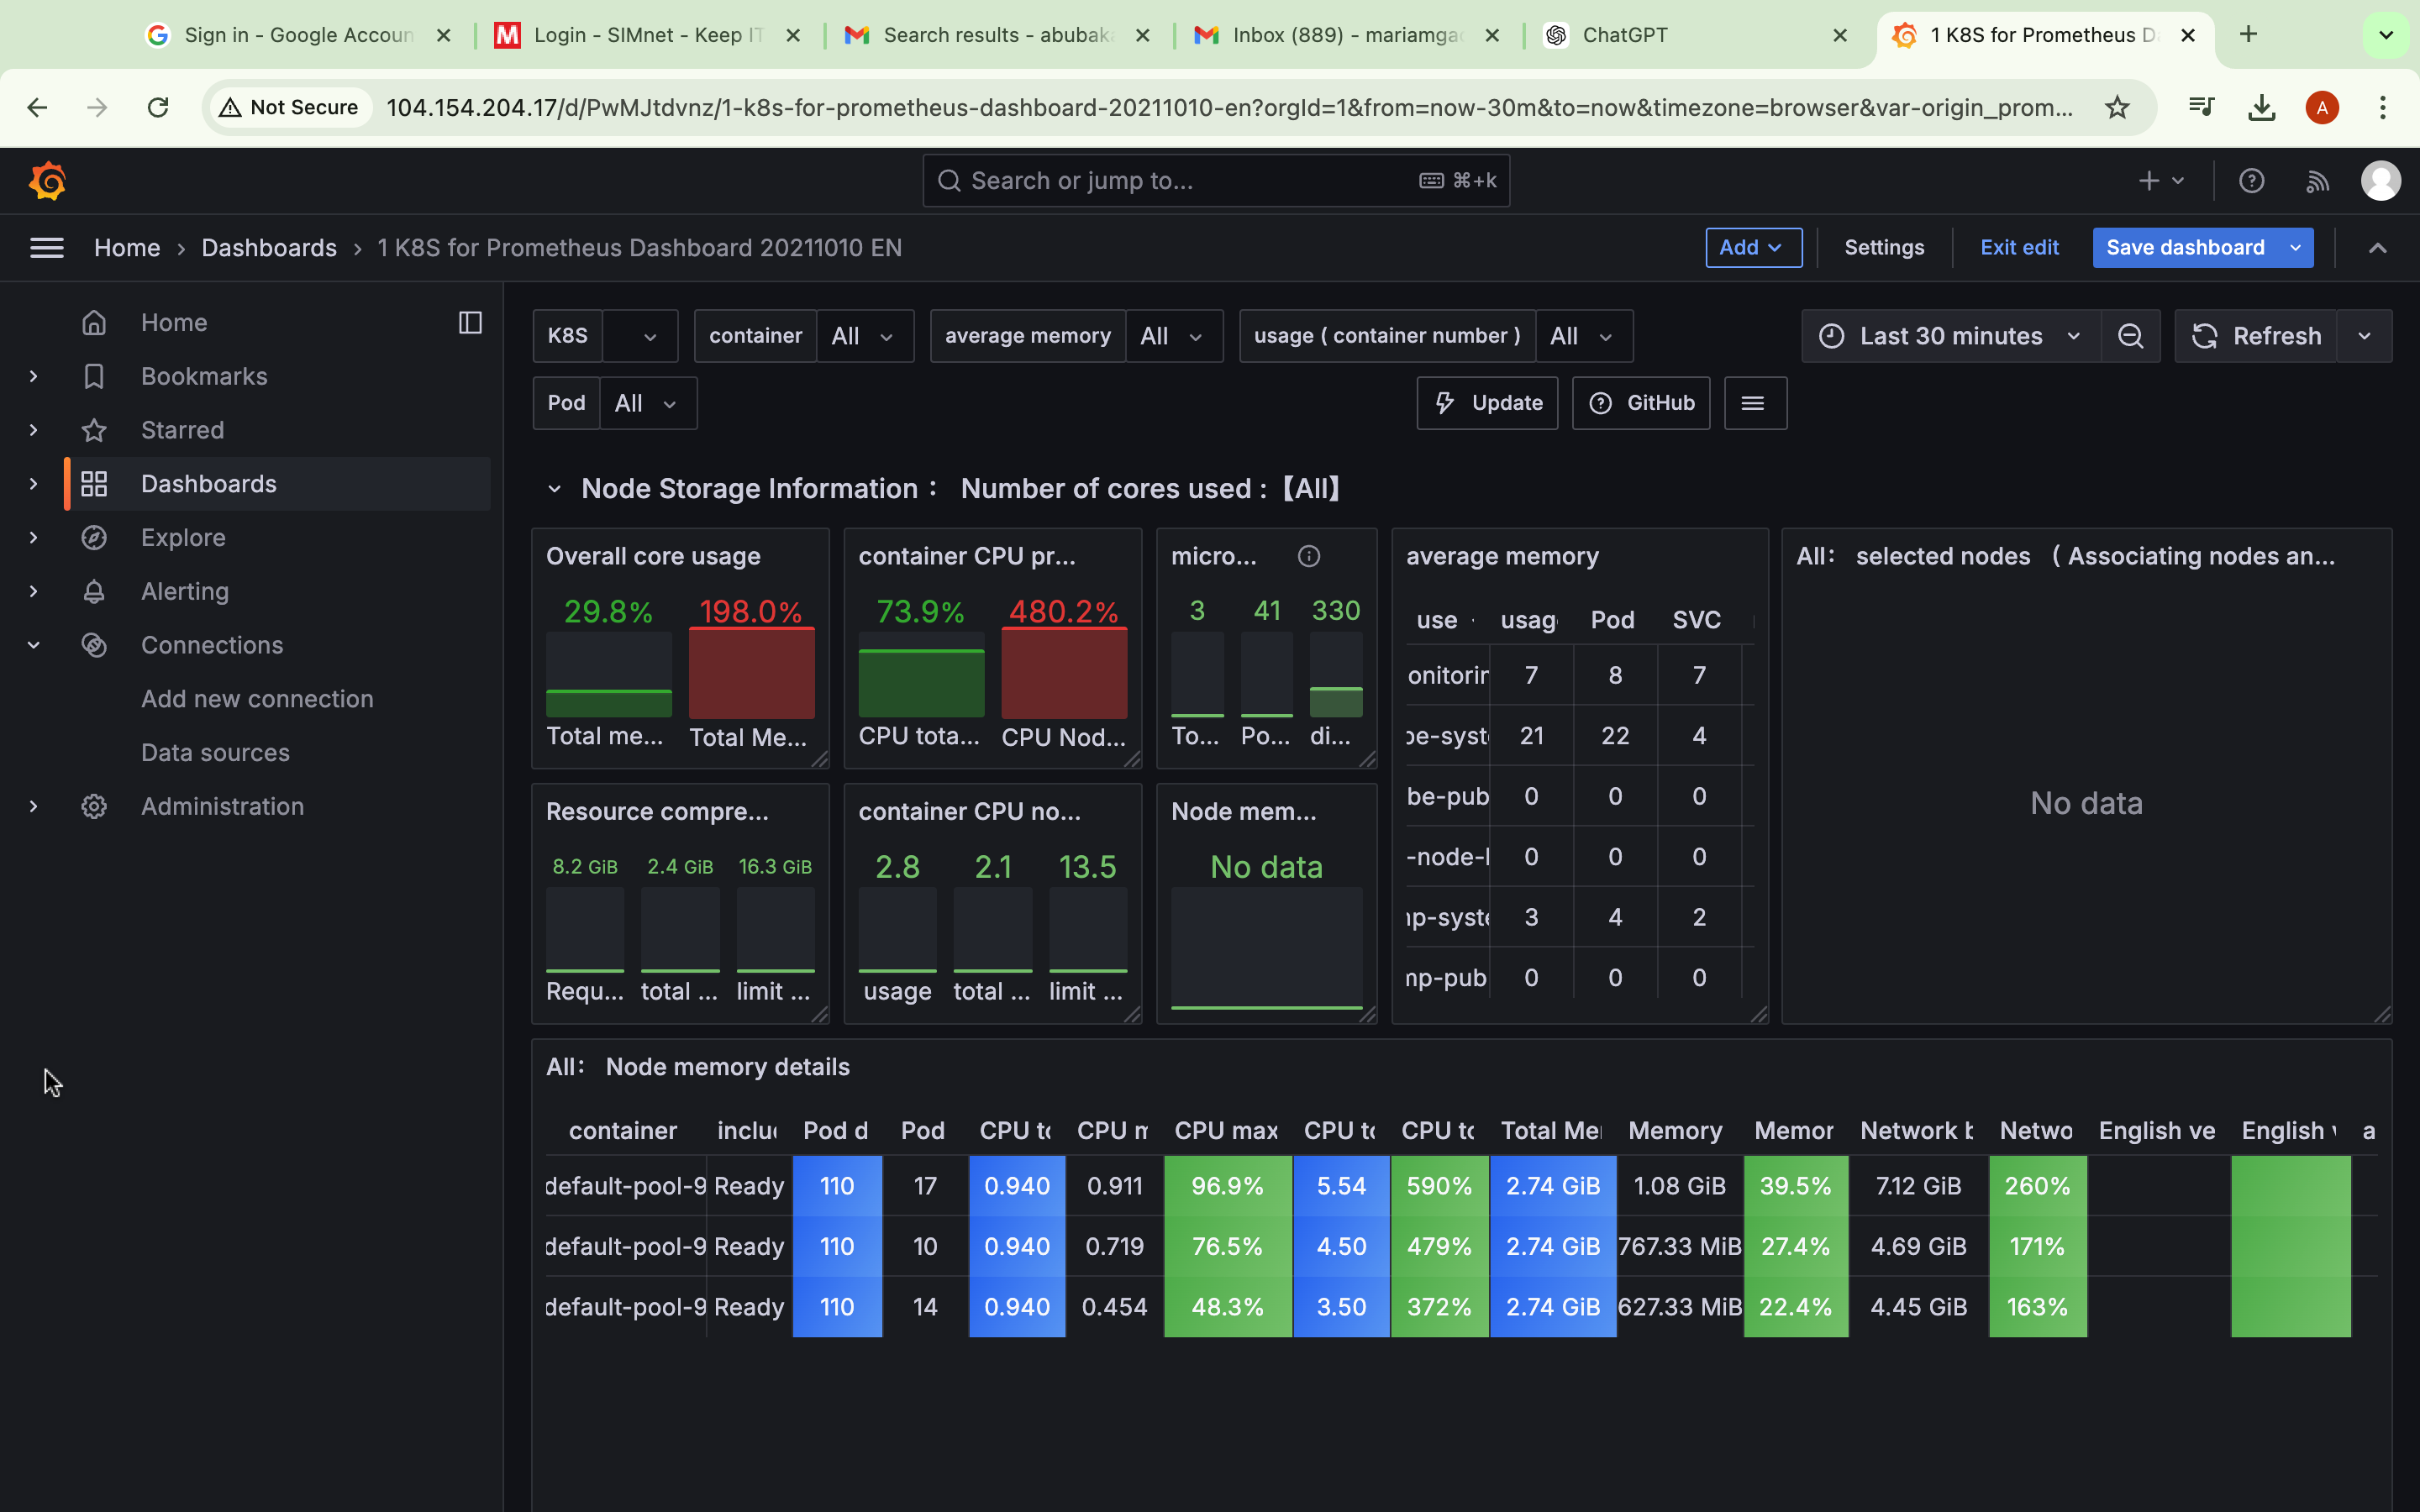 Sign in - Google Accoun
Login - SIMnet - Keep IT
Search results - abubaka
Inbox (889) - mariamga
ChatGPT
1 K8S for Prometheus D
Not Secure
104.154.204.17/d/PwMJtdvnz/1-k8s-for-prometheus-dashboard-20211010-en?orgId=1&from=now-30m&to=now&timezone=browser&var-origin_prom...
A
Search or jump to...
⌘+k
Home › Dashboards › 1 K8S for Prometheus Dashboard 20211010 EN
Add
Settings
Exit edit
Save dashboard
Home
Bookmarks
Starred
Dashboards
Explore
Alerting
Connections
Add new connection
Data sources
Administration
K8S
container All
average memory All
usage ( container number ) All
Last 30 minutes
Refresh
Pod All
Update
GitHub
Node Storage Information： Number of cores used :【All】
Overall core usage
29.8% 198.0%
Total me... Total Me...
container CPU pr...
73.9% 480.2%
CPU tota... CPU Nod...
micro...
3 41 330
To... Po... di...
average memory
use usag Pod SVC
onitorin 7 8 7
be-syst 21 22 4
be-pub 0 0 0
-node-l 0 0 0
np-syste 3 4 2
mp-pub 0 0 0
All： selected nodes （ Associating nodes an...
No data
Resource compre...
8.2 GiB 2.4 GiB 16.3 GiB
Requ... total ... limit ...
container CPU no...
2.8 2.1 13.5
usage total ... limit ...
Node mem...
No data
All： Node memory details
container inclu Pod d Pod CPU to CPU m CPU max CPU to CPU to Total Me Memory Memor Network b Netwo English ve English v a
default-pool-9 Ready 110 17 0.940 0.911 96.9% 5.54 590% 2.74 GiB 1.08 GiB 39.5% 7.12 GiB 260%
default-pool-9 Ready 110 10 0.940 0.719 76.5% 4.50 479% 2.74 GiB 767.33 MiB 27.4% 4.69 GiB 171%
default-pool-9 Ready 110 14 0.940 0.454 48.3% 3.50 372% 2.74 GiB 627.33 MiB 22.4% 4.45 GiB 163%